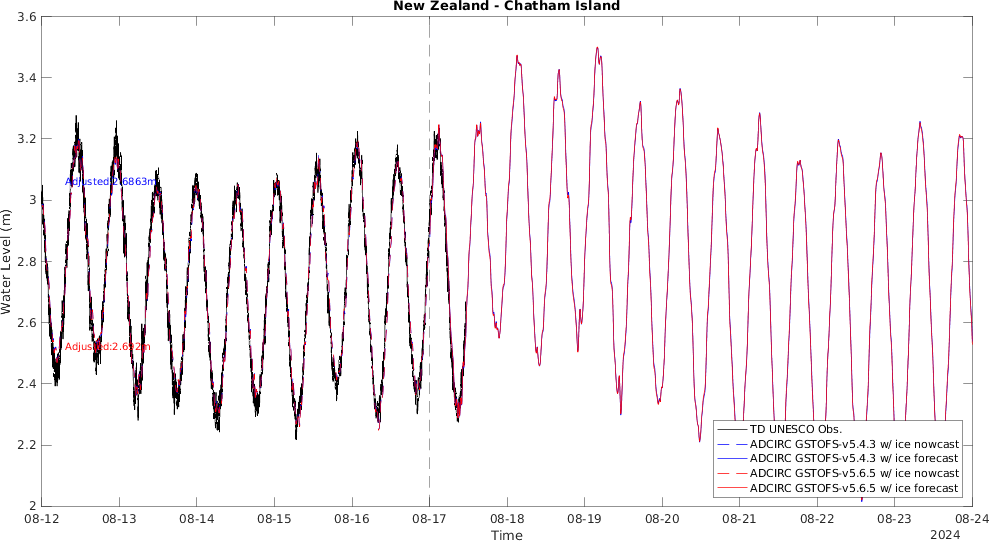 New Zealand - Chatham Island
3.6
3.4
3.2
3
2.8
2.6
2.4
2.2
2
Water Level (m)
Adjusted:2.6863m
Adjusted:2.692m
TD UNESCO Obs.
ADCIRC GSTOFS-v5.4.3 w/ ice nowcast
ADCIRC GSTOFS-v5.4.3 w/ ice forecast
ADCIRC GSTOFS-v5.6.5 w/ ice nowcast
ADCIRC GSTOFS-v5.6.5 w/ ice forecast
08-12 08-13 08-14 08-15 08-16 08-17 08-18 08-19 08-20 08-21 08-22 08-23 08-24
Time
2024